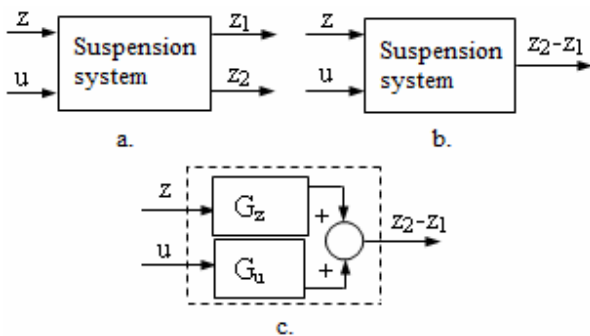 z
u
Suspension
system
z1
z2
a.
z
u
Suspension
system
z2-z1
b.
z
u
Gz
Gu
+
+
z2-z1
c.